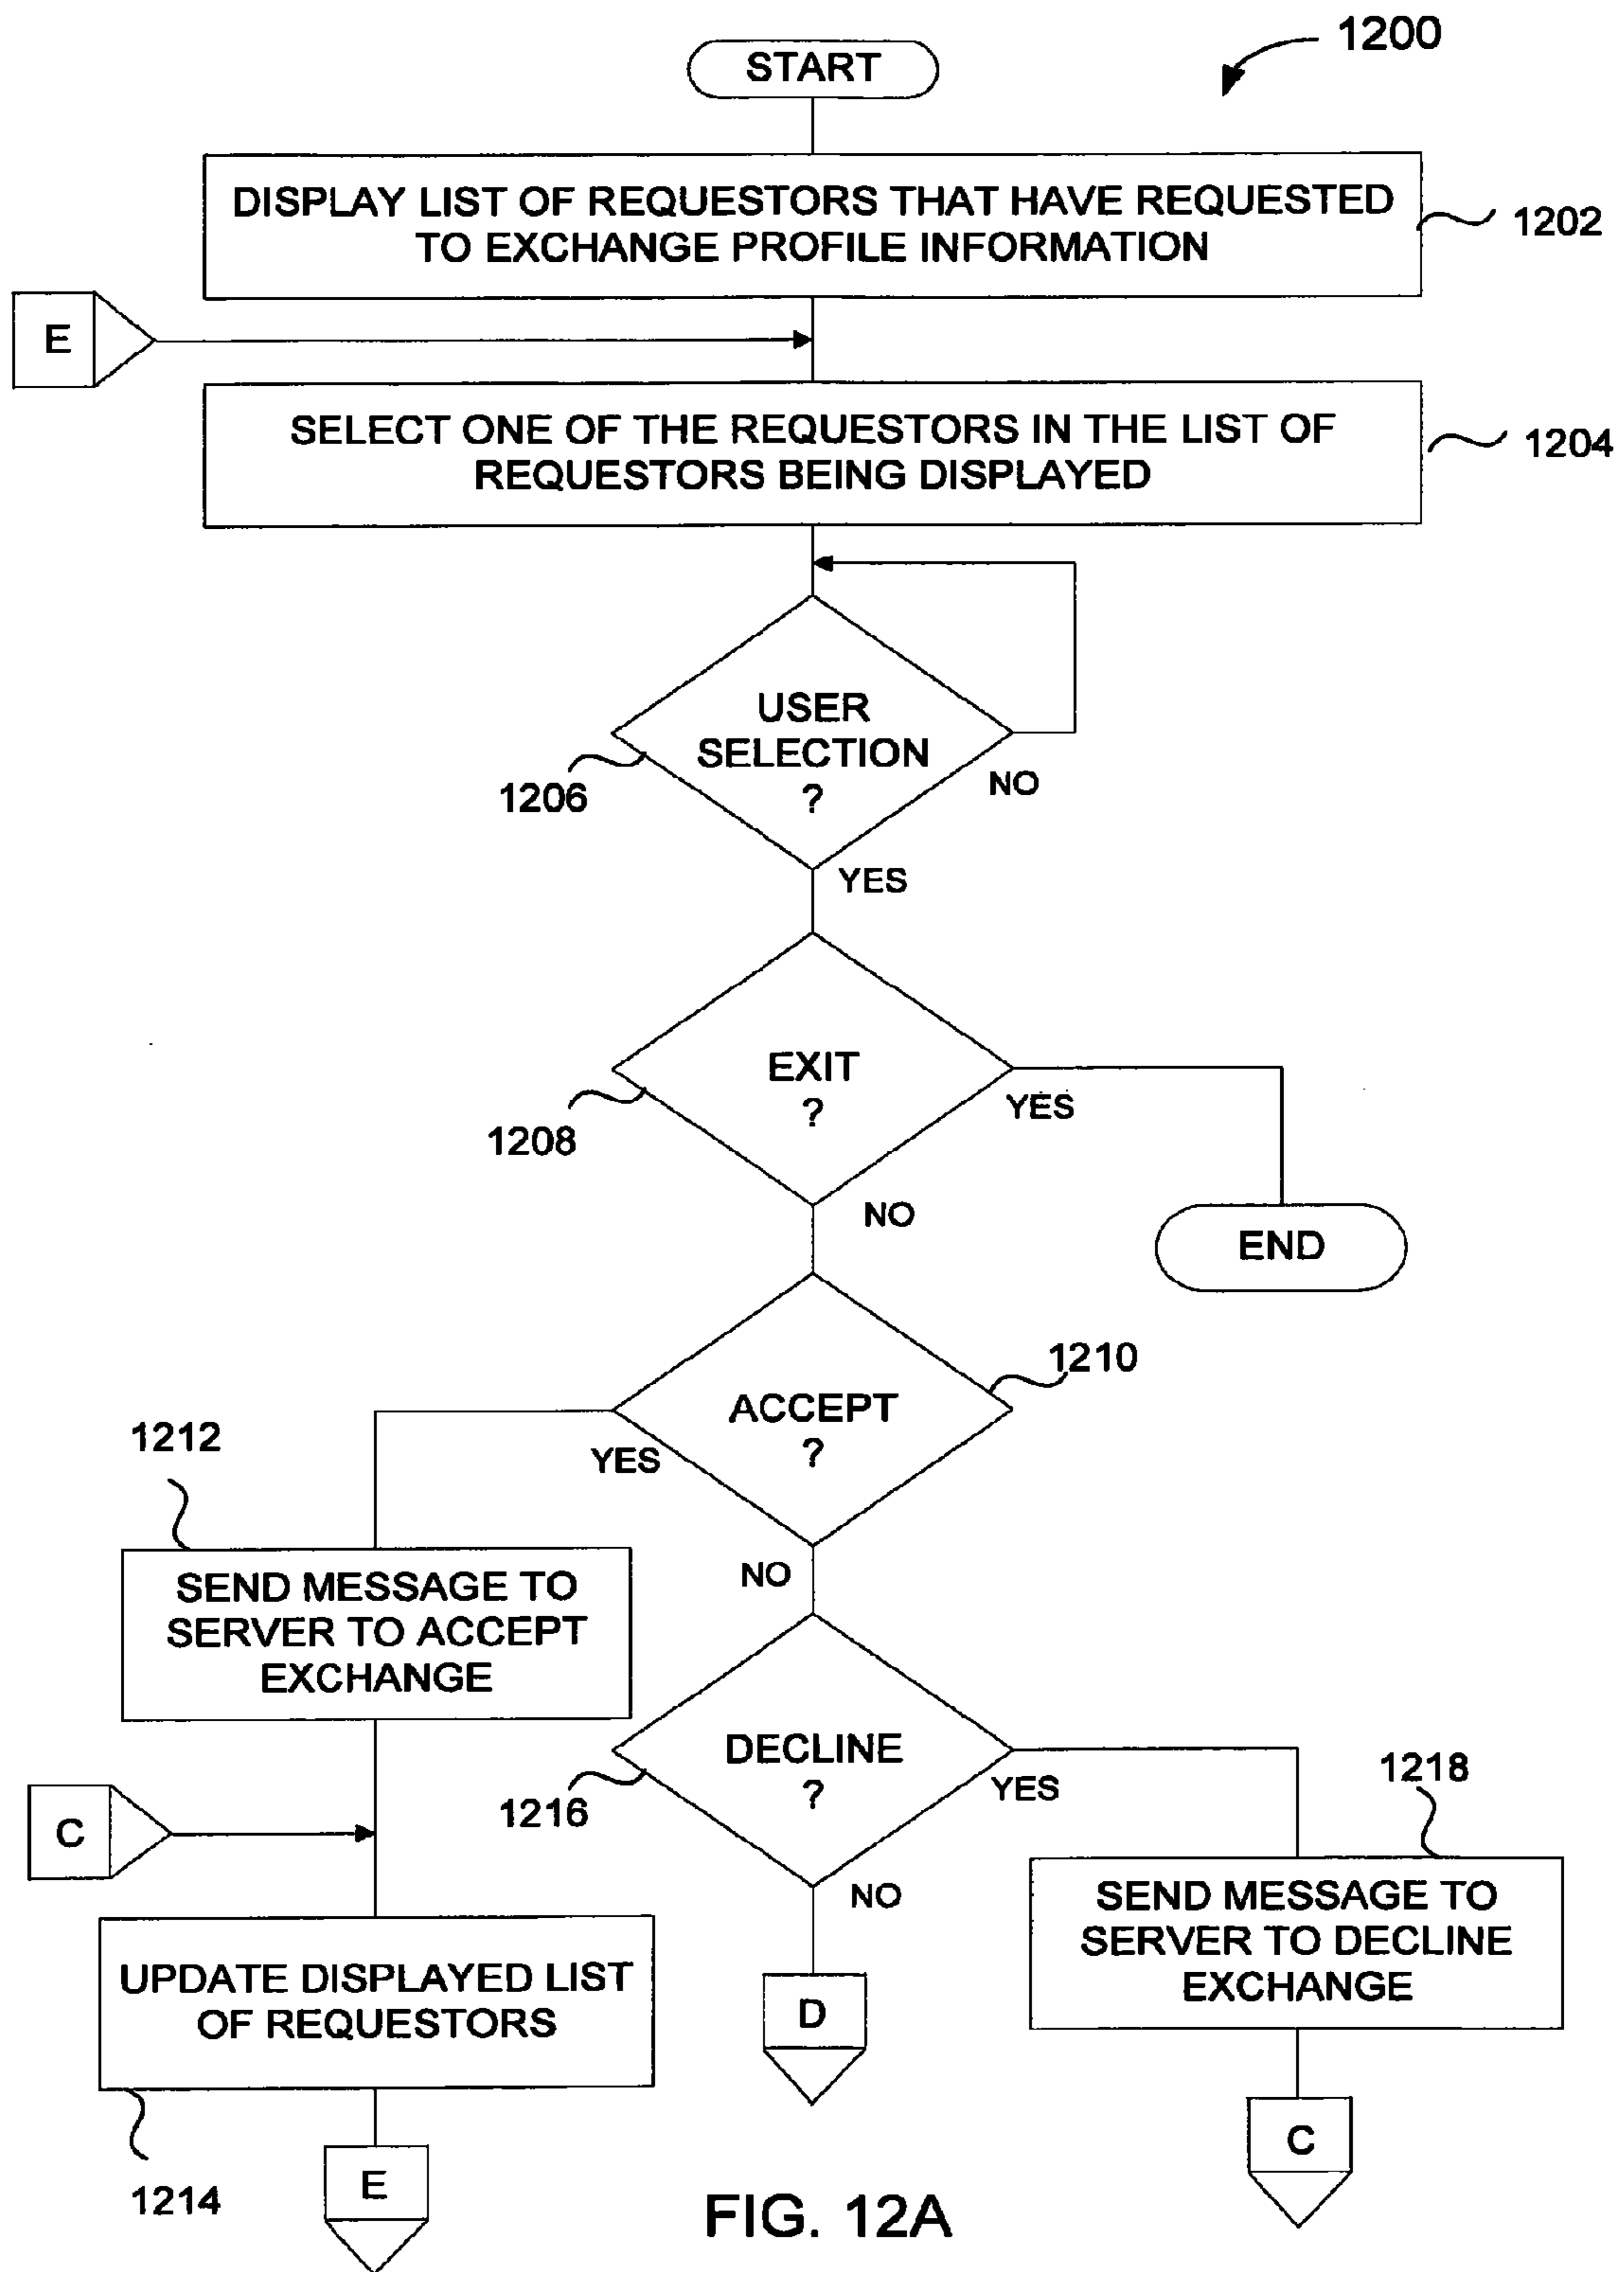 1200
START
DISPLAY LIST OF REQUESTORS THAT HAVE REQUESTED
TO EXCHANGE PROFILE INFORMATION
1202
E
SELECT ONE OF THE REQUESTORS IN THE LIST OF
REQUESTORS BEING DISPLAYED
1204
USER
SELECTION
?
1206
NO
YES
EXIT
?
1208
YES
NO
END
ACCEPT
?
1210
YES
NO
1212
SEND MESSAGE TO
SERVER TO ACCEPT
EXCHANGE
DECLINE
?
1216
YES
NO
1218
SEND MESSAGE TO
SERVER TO DECLINE
EXCHANGE
C
UPDATE DISPLAYED LIST
OF REQUESTORS
1214
D
C
E
FIG. 12A